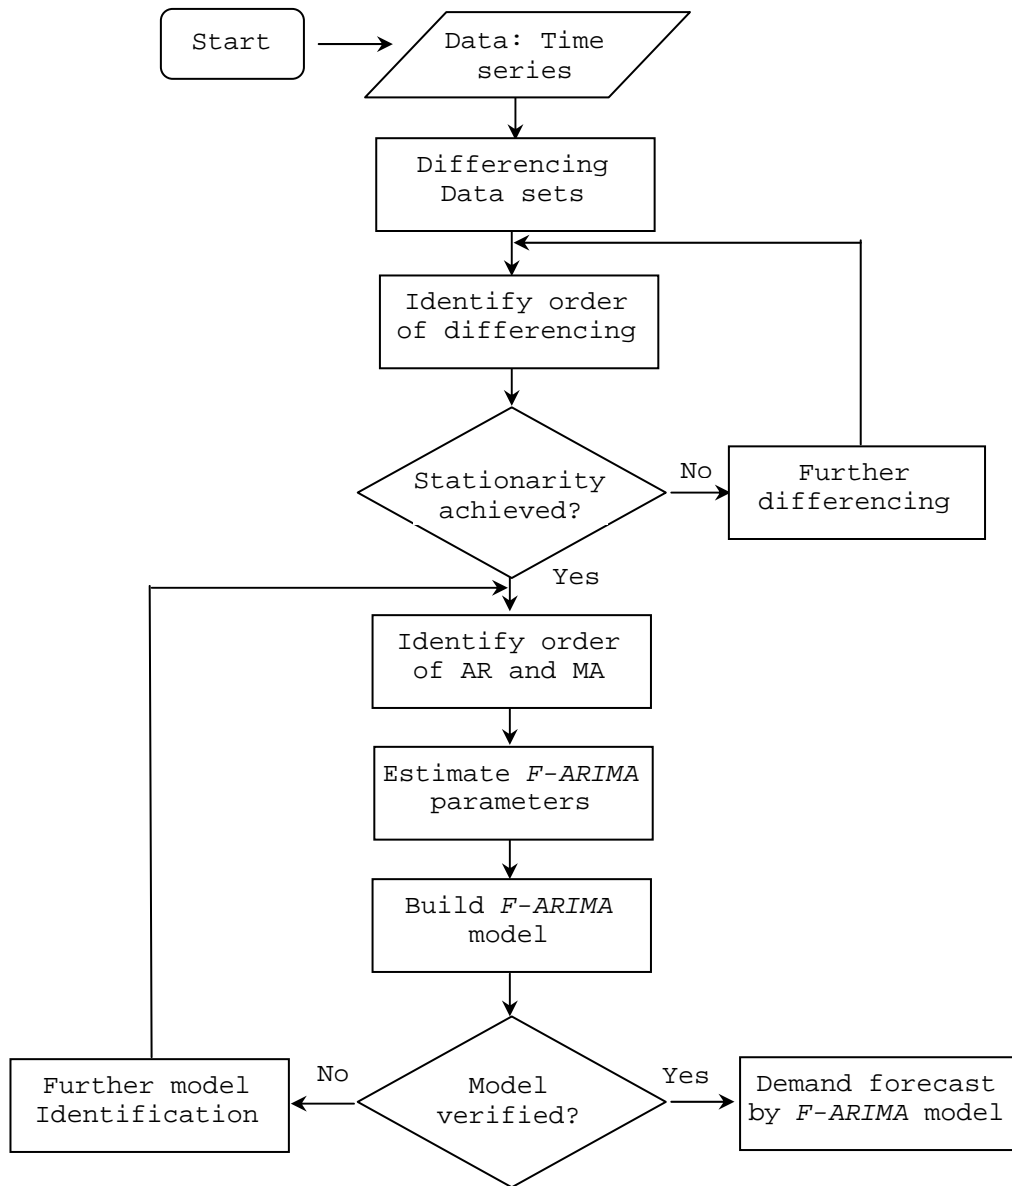 Start
Data: Time
series
Differencing
Data sets
Identify order
of differencing
Stationarity
achieved?
No
Further
differencing
Yes
Identify order
of AR and MA
Estimate F-ARIMA
parameters
Build F-ARIMA
model
Model
verified?
No
Further model
Identification
Yes
Demand forecast
by F-ARIMA model